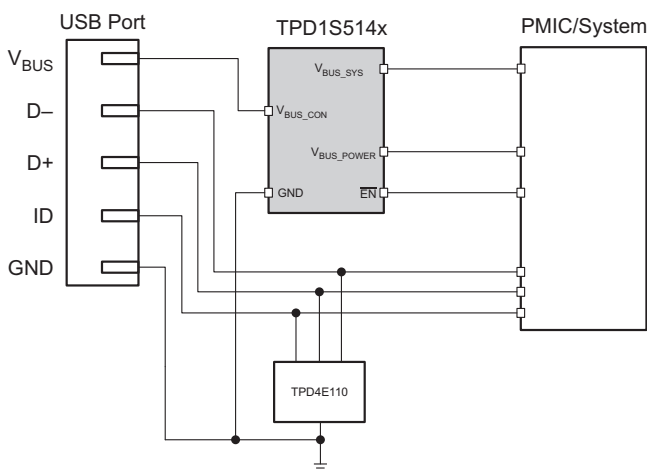 USB Port
TPD1S514x
PMIC/System
VBUS
VBUS_SYS
D–
VBUS_CON
D+
VBUS_POWER
GND
EN
ID
GND
TPD4E110